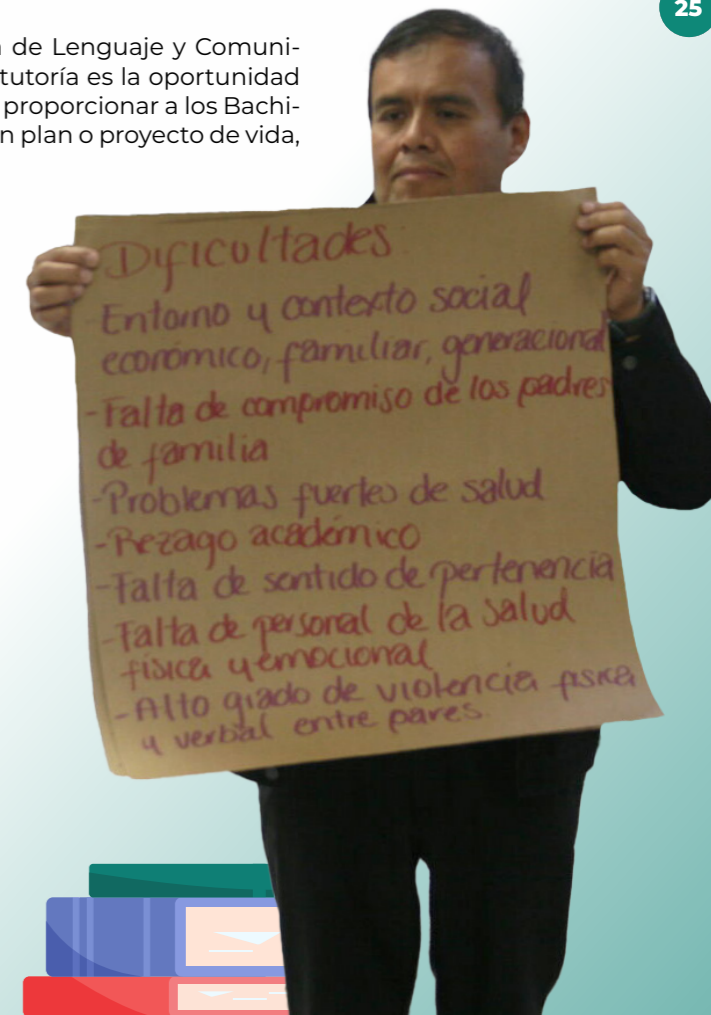 25
de Lenguaje y Comuni-
tutoría es la oportunidad
proporcionar a los Bachi-
n plan o proyecto de vida,
Dificultades:
- Entorno y contexto social
económico, familiar, generacional
- Falta de compromiso de los padres
de familia
- Problemas fuertes de salud
- Rezago académico
- Falta de sentido de pertenencia
- Falta de personal de la salud
física y emocional
- Alto grado de violencia física
y verbal entre pares.